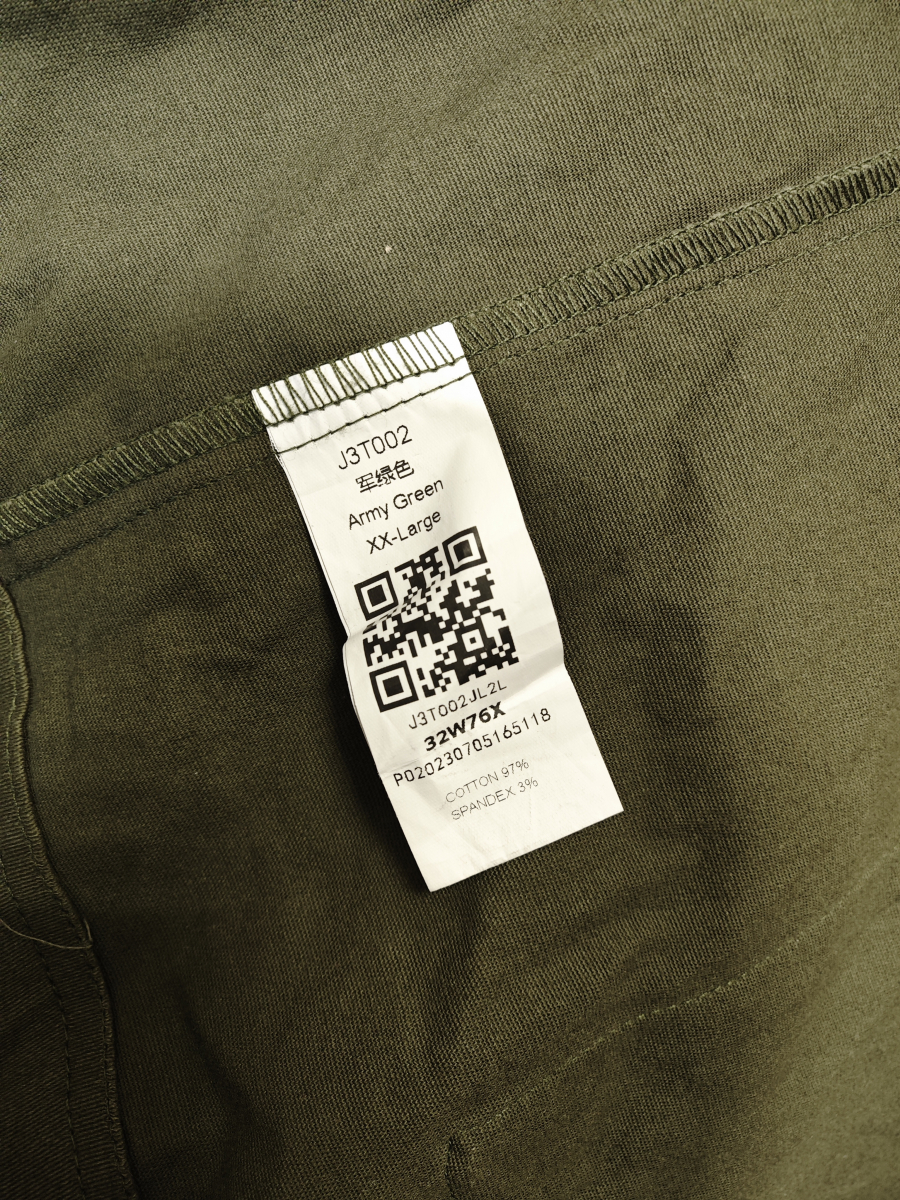 J3T002
军绿色
Army Green
XX-Large
J3T002JL2L
32W76X
P020230705165118
COTTON 97%
SPANDEX 3%